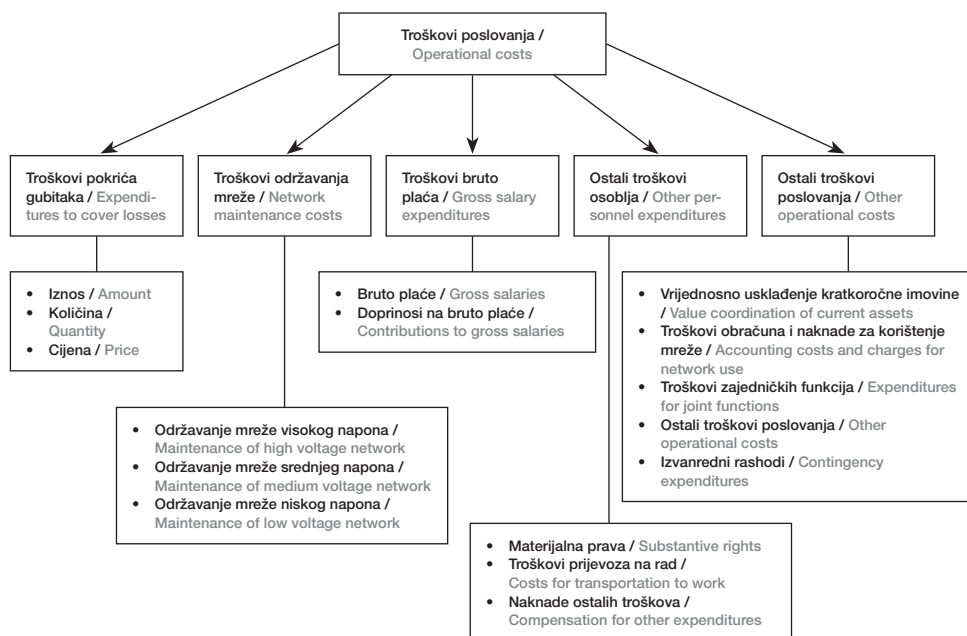 Troškovi poslovanja /
Operational costs
Troškovi pokrića
gubitaka / Expendi-
tures to cover losses
Troškovi održavanja
mreže / Network
maintenance costs
Troškovi bruto
plaća / Gross salary
expenditures
Ostali troškovi
osoblja / Other per-
sonnel expenditures
Ostali troškovi
poslovanja / Other
operational costs
• Iznos / Amount
• Količina /
Quantity
• Cijena / Price
• Bruto plaće / Gross salaries
• Doprinosi na bruto plaće /
Contributions to gross salaries
• Vrijednosno usklađenje kratkoročne imovine
/ Value coordination of current assets
• Troškovi obračuna i naknade za korištenje
mreže / Accounting costs and charges for
network use
• Troškovi zajedničkih funkcija / Expenditures
for joint functions
• Ostali troškovi poslovanja / Other
operational costs
• Izvanredni rashodi / Contingency
expenditures
• Održavanje mreže visokog napona /
Maintenance of high voltage network
• Održavanje mreže srednjeg napona /
Maintenance of medium voltage network
• Održavanje mreže niskog napona /
Maintenance of low voltage network
• Materijalna prava / Substantive rights
• Troškovi prijevoza na rad /
Costs for transportation to work
• Naknade ostalih troškova /
Compensation for other expenditures